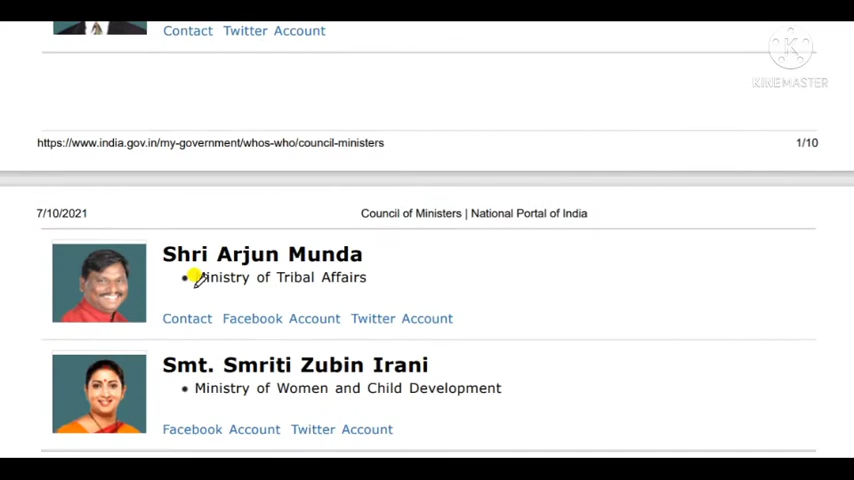 Contact Twitter Account
KINEMASTER
https://www.india.gov.in/my-government/whos-who/council-ministers 1/10
7/10/2021 Council of Ministers | National Portal of India
Shri Arjun Munda
• Ministry of Tribal Affairs
Contact Facebook Account Twitter Account
Smt. Smriti Zubin Irani
• Ministry of Women and Child Development
Facebook Account Twitter Account